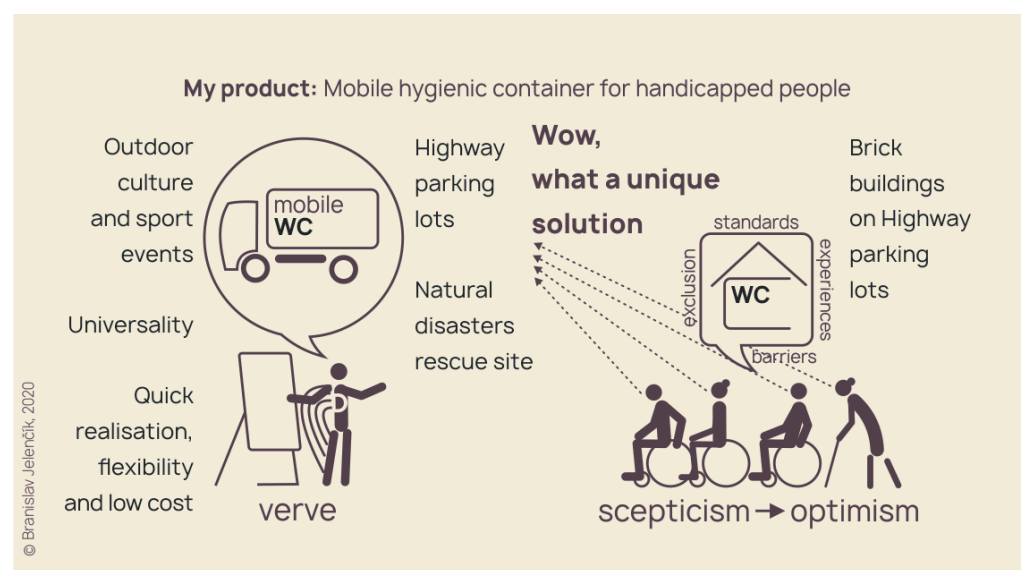 My product: Mobile hygienic container for handicapped people
Outdoor
culture
and sport
events
Universality
Quick
realisation,
flexibility
and low cost
mobile
WC
verve
Highway
parking
lots
Natural
disasters
rescue site
Wow,
what a unique
solution
standards
exclusion
WC
experiences
barriers
Brick
buildings
on Highway
parking
lots
scepticism → optimism
© Branislav Jelenčík, 2020